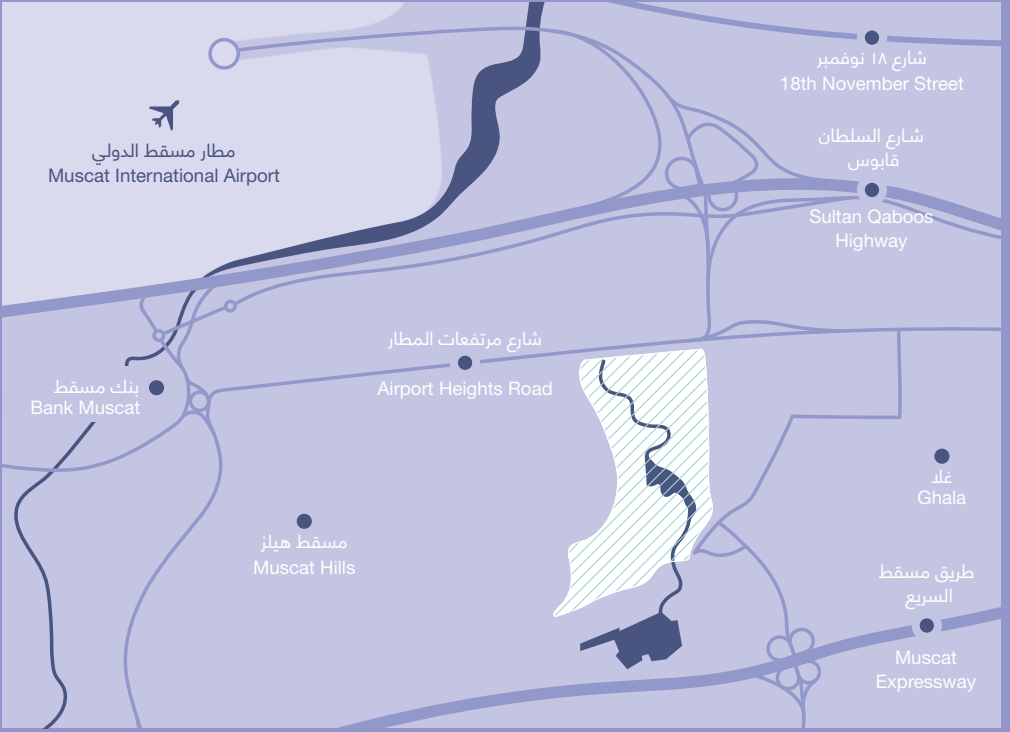 شارع ١٨ نوفمبر
18th November Street
شارع السلطان
قابوس
Sultan Qaboos
Highway
مطار مسقط الدولي
Muscat International Airport
شارع مرتفعات المطار
Airport Heights Road
بنك مسقط
Bank Muscat
غلا
Ghala
مسقط هيلز
Muscat Hills
طريق مسقط
السريع
Muscat
Expressway